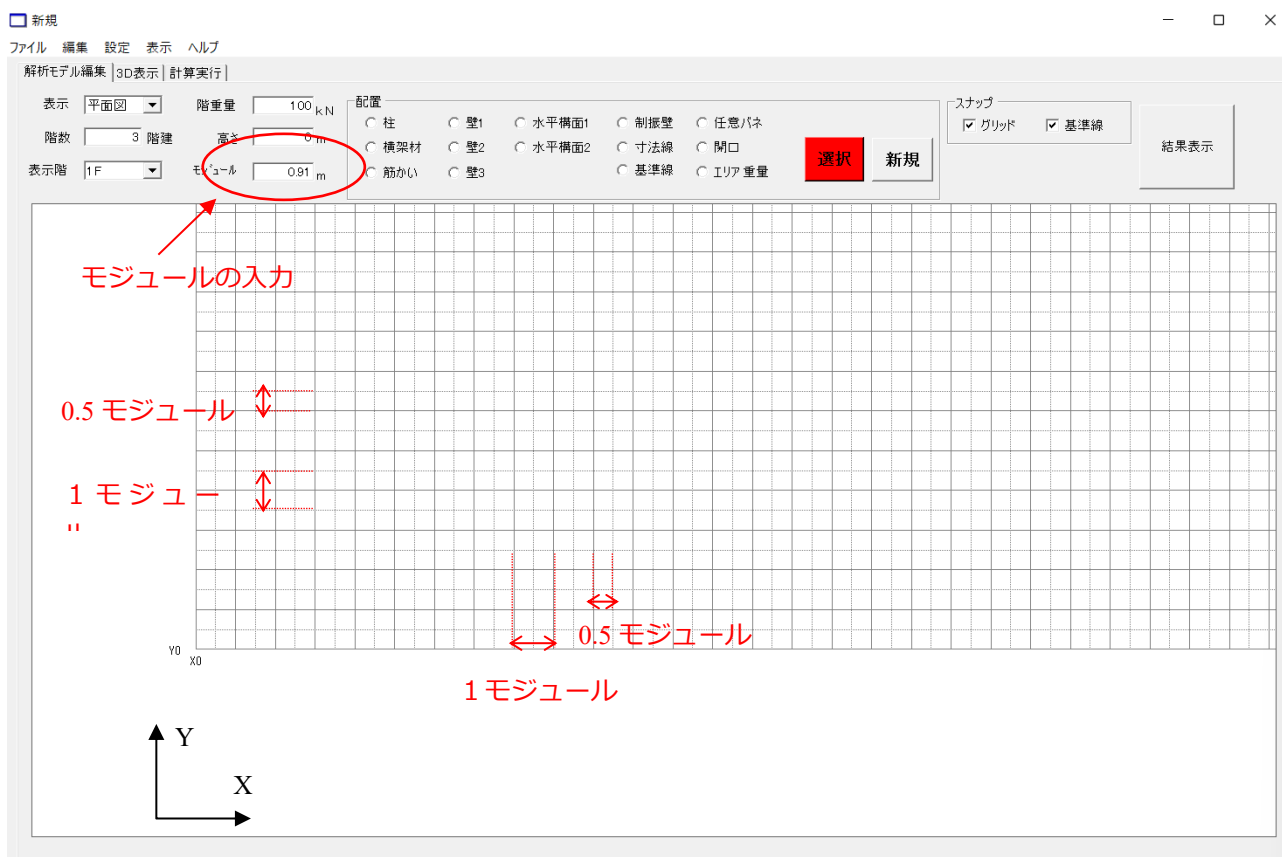 新規
ファイル 編集 設定 表示 ヘルプ
解析モデル編集 3D表示 計算実行
表示 平面図 階重量 100 kN
階数 3 階建 高さ 0 m
表示階 1F モジュール 0.91 m
配置
柱 壁1 水平構面1 制振壁 任意バネ
横架材 壁2 水平構面2 寸法線 開口
筋かい 壁3 基準線 エリア重量
選択 新規
スナップ
グリッド 基準線
結果表示
モジュールの入力
0.5 モジュール
1 モジュー
0.5 モジュール
1 モジュール
Y0
X0
Y
X